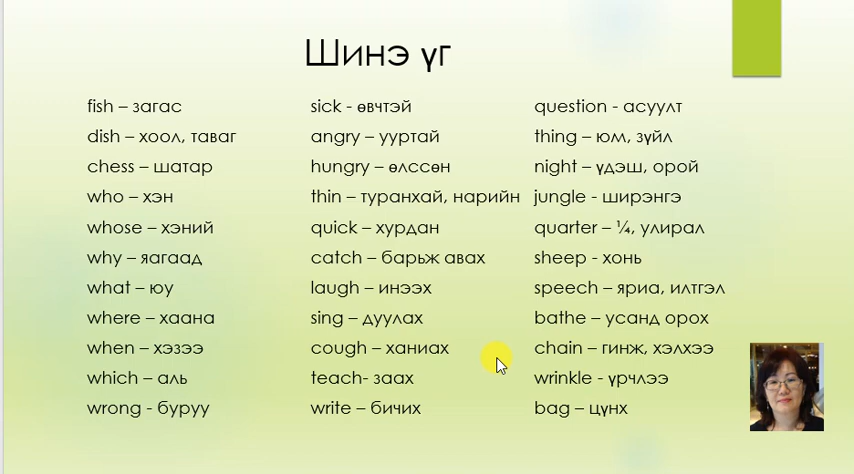 Шинэ үг
fish – загас
dish – хоол, таваг
chess – шатар
who – хэн
whose – хэний
why – яагаад
what – юу
where – хаана
when – хэзээ
which – аль
wrong - буруу
sick - өвчтэй
angry – ууртай
hungry – өлссөн
thin – туранхай, нарийн
quick – хурдан
catch – барьж авах
laugh – инээх
sing – дуулах
cough – ханиах
teach- заах
write – бичих
question - асуулт
thing – юм, зүйл
night – үдэш, орой
jungle - ширэнгэ
quarter – ¼, улирал
sheep - хонь
speech – яриа, илтгэл
bathe – усанд орох
chain – гинж, хэлхээ
wrinkle - үрчлээ
bag – цүнх